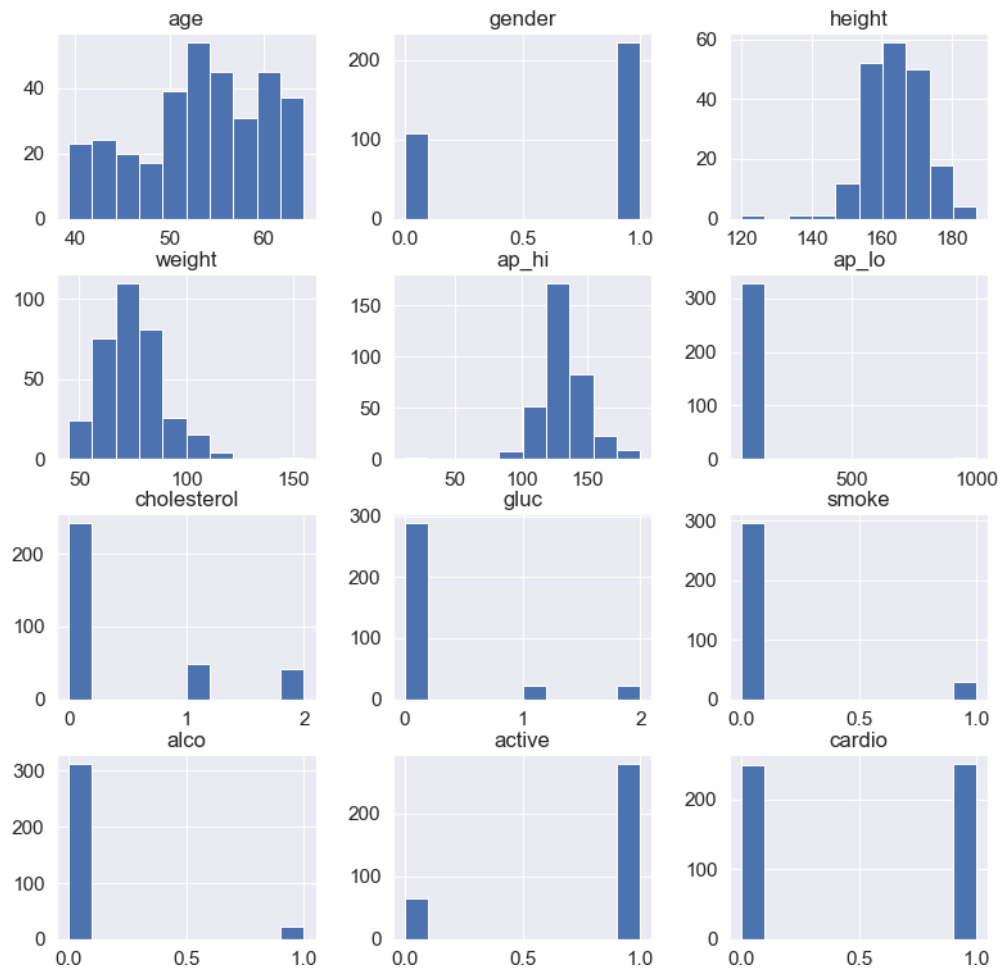 age gender height
40 20 0 200 100 0 60 40 20 0
40 50 60 0.0 0.5 1.0 120 140 160 180
weight ap_hi ap_lo
100 50 0 150 100 50 0 300 200 100 0
50 100 150 50 100 150 500 1000
cholesterol gluc smoke
200 100 0 300 200 100 0 300 200 100 0
0 1 2 0 1 2 0.0 0.5 1.0
alco active cardio
300 200 100 0 200 100 0 200 100 0
0.0 0.5 1.0 0.0 0.5 1.0 0.0 0.5 1.0